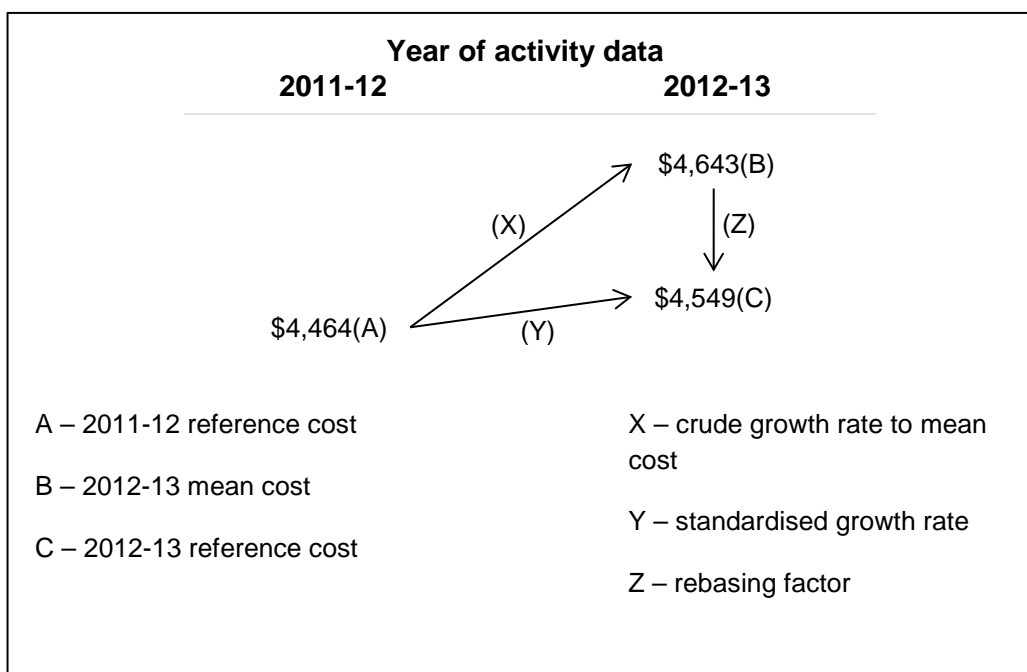 Year of activity data
2011-12 2012-13
$4,643(B)
(X) (Z)
$4,549(C)
$4,464(A) (Y)
A – 2011-12 reference cost
B – 2012-13 mean cost
C – 2012-13 reference cost
X – crude growth rate to mean
cost
Y – standardised growth rate
Z – rebasing factor